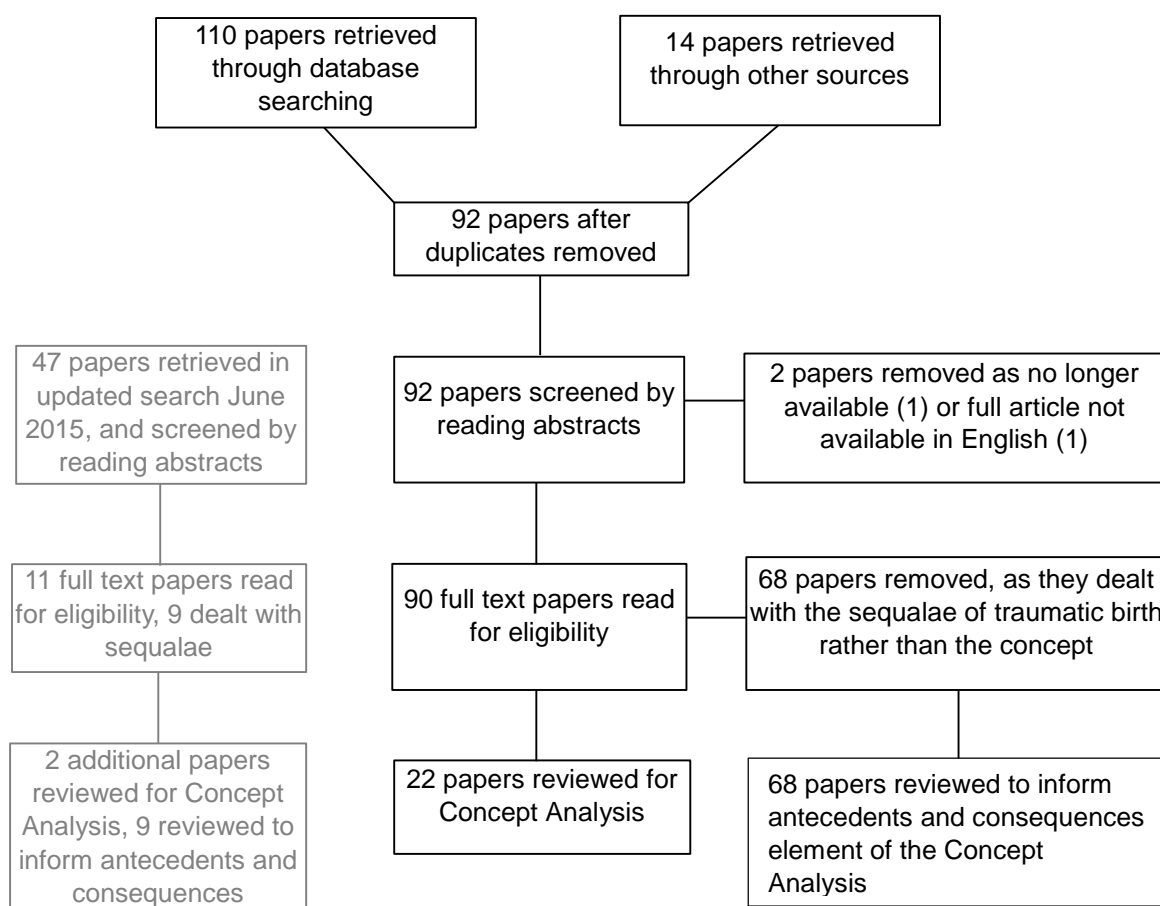 110 papers retrieved
through database
searching
14 papers retrieved
through other sources
92 papers after
duplicates removed
47 papers retrieved in
updated search June
2015, and screened by
reading abstracts
92 papers screened by
reading abstracts
2 papers removed as no longer
available (1) or full article not
available in English (1)
11 full text papers read
for eligibility, 9 dealt with
sequalae
90 full text papers read
for eligibility
68 papers removed, as they dealt
with the sequalae of traumatic birth
rather than the concept
2 additional papers
reviewed for Concept
Analysis, 9 reviewed to
inform antecedents and
consequences
22 papers reviewed for
Concept Analysis
68 papers reviewed to inform
antecedents and consequences
element of the Concept
Analysis